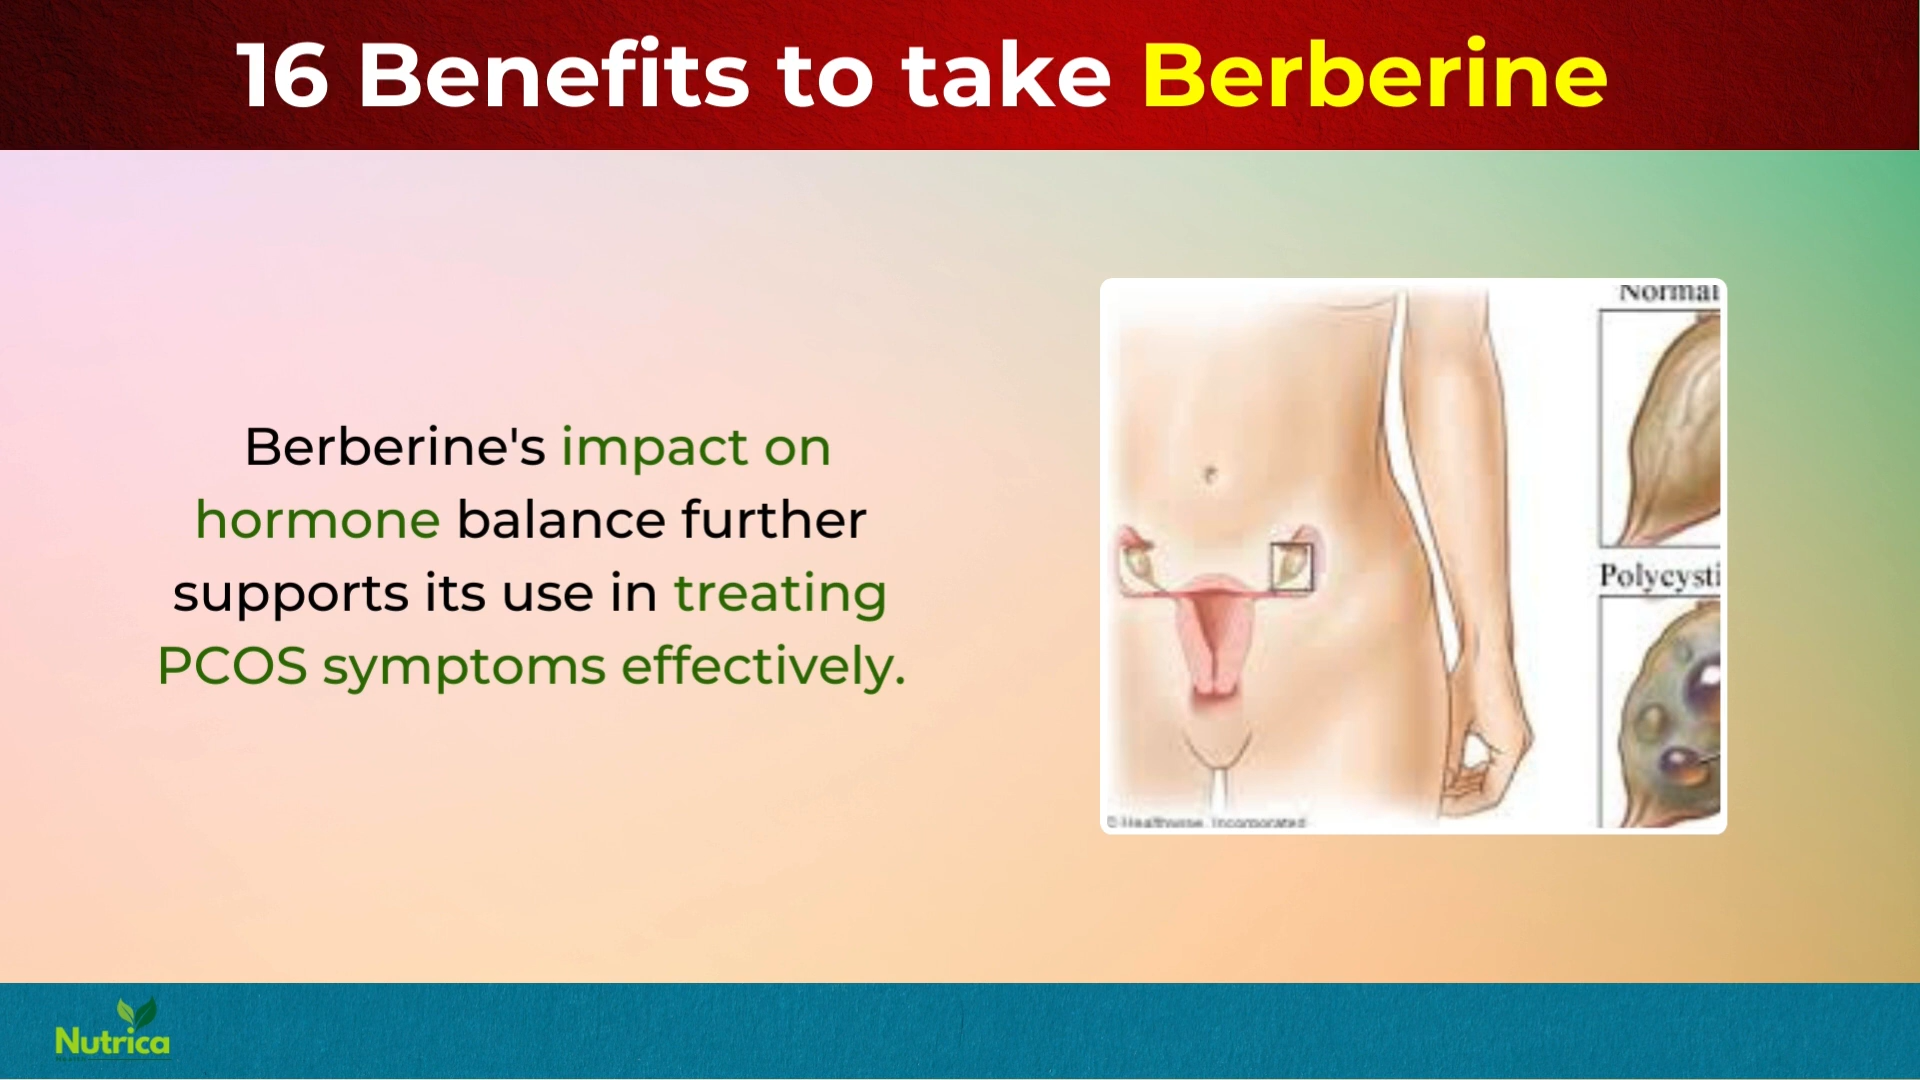 16 Benefits to take Berberine
Berberine's impact on
hormone balance further
supports its use in treating
PCOS symptoms effectively.
Normal
Polycysti
© Healthwise, Incorporated
Nutrica